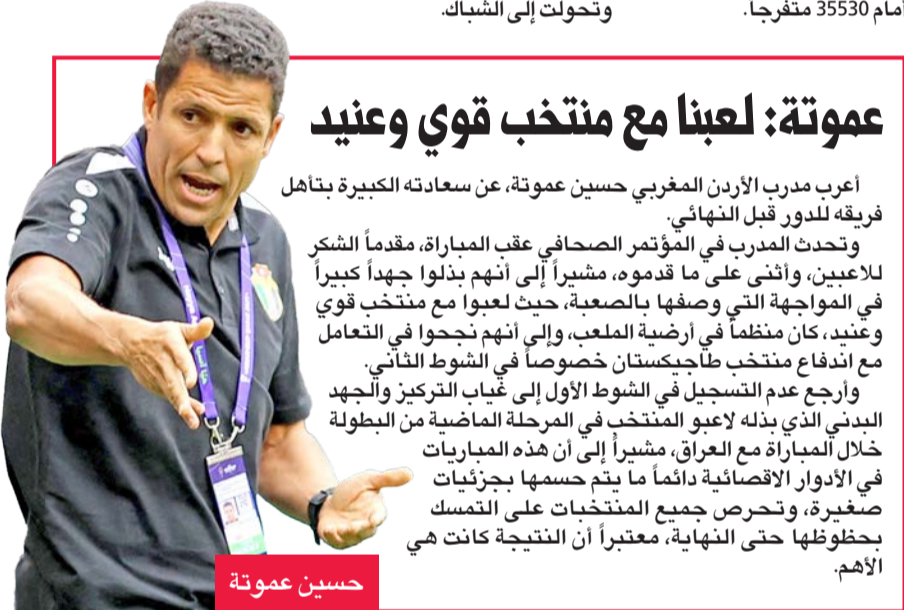 أمام 35530 متفرجاً.
وتحولت إلى الشباك.
عموتة: لعبنا مع منتخب قوي وعنيد
أعرب مدرب الأردن المغربي حسين عموتة، عن سعادته الكبيرة بتأهل
فريقه للدور قبل النهائي.
وتحدث المدرب في المؤتمر الصحافي عقب المباراة، مقدماً الشكر
للاعبين، وأثنى على ما قدموه، مشيراً إلى أنهم بذلوا جهداً كبيراً
في المواجهة التي وصفها بالصعبة، حيث لعبوا مع منتخب قوي
وعنيد، كان منظماً في أرضية الملعب، وإلى أنهم نجحوا في التعامل
مع اندفاع منتخب طاجيكستان خصوصاً في الشوط الثاني.
وأرجع عدم التسجيل في الشوط الأول إلى غياب التركيز والجهد
البدني الذي بذله لاعبو المنتخب في المرحلة الماضية من البطولة
خلال المباراة مع العراق، مشيراً إلى أن هذه المباريات
في الأدوار الاقصائية دائماً ما يتم حسمها بجزئيات
صغيرة، وتحرص جميع المنتخبات على التمسك
بحظوظها حتى النهاية، معتبراً أن النتيجة كانت هي
الأهم.
حسين عموتة